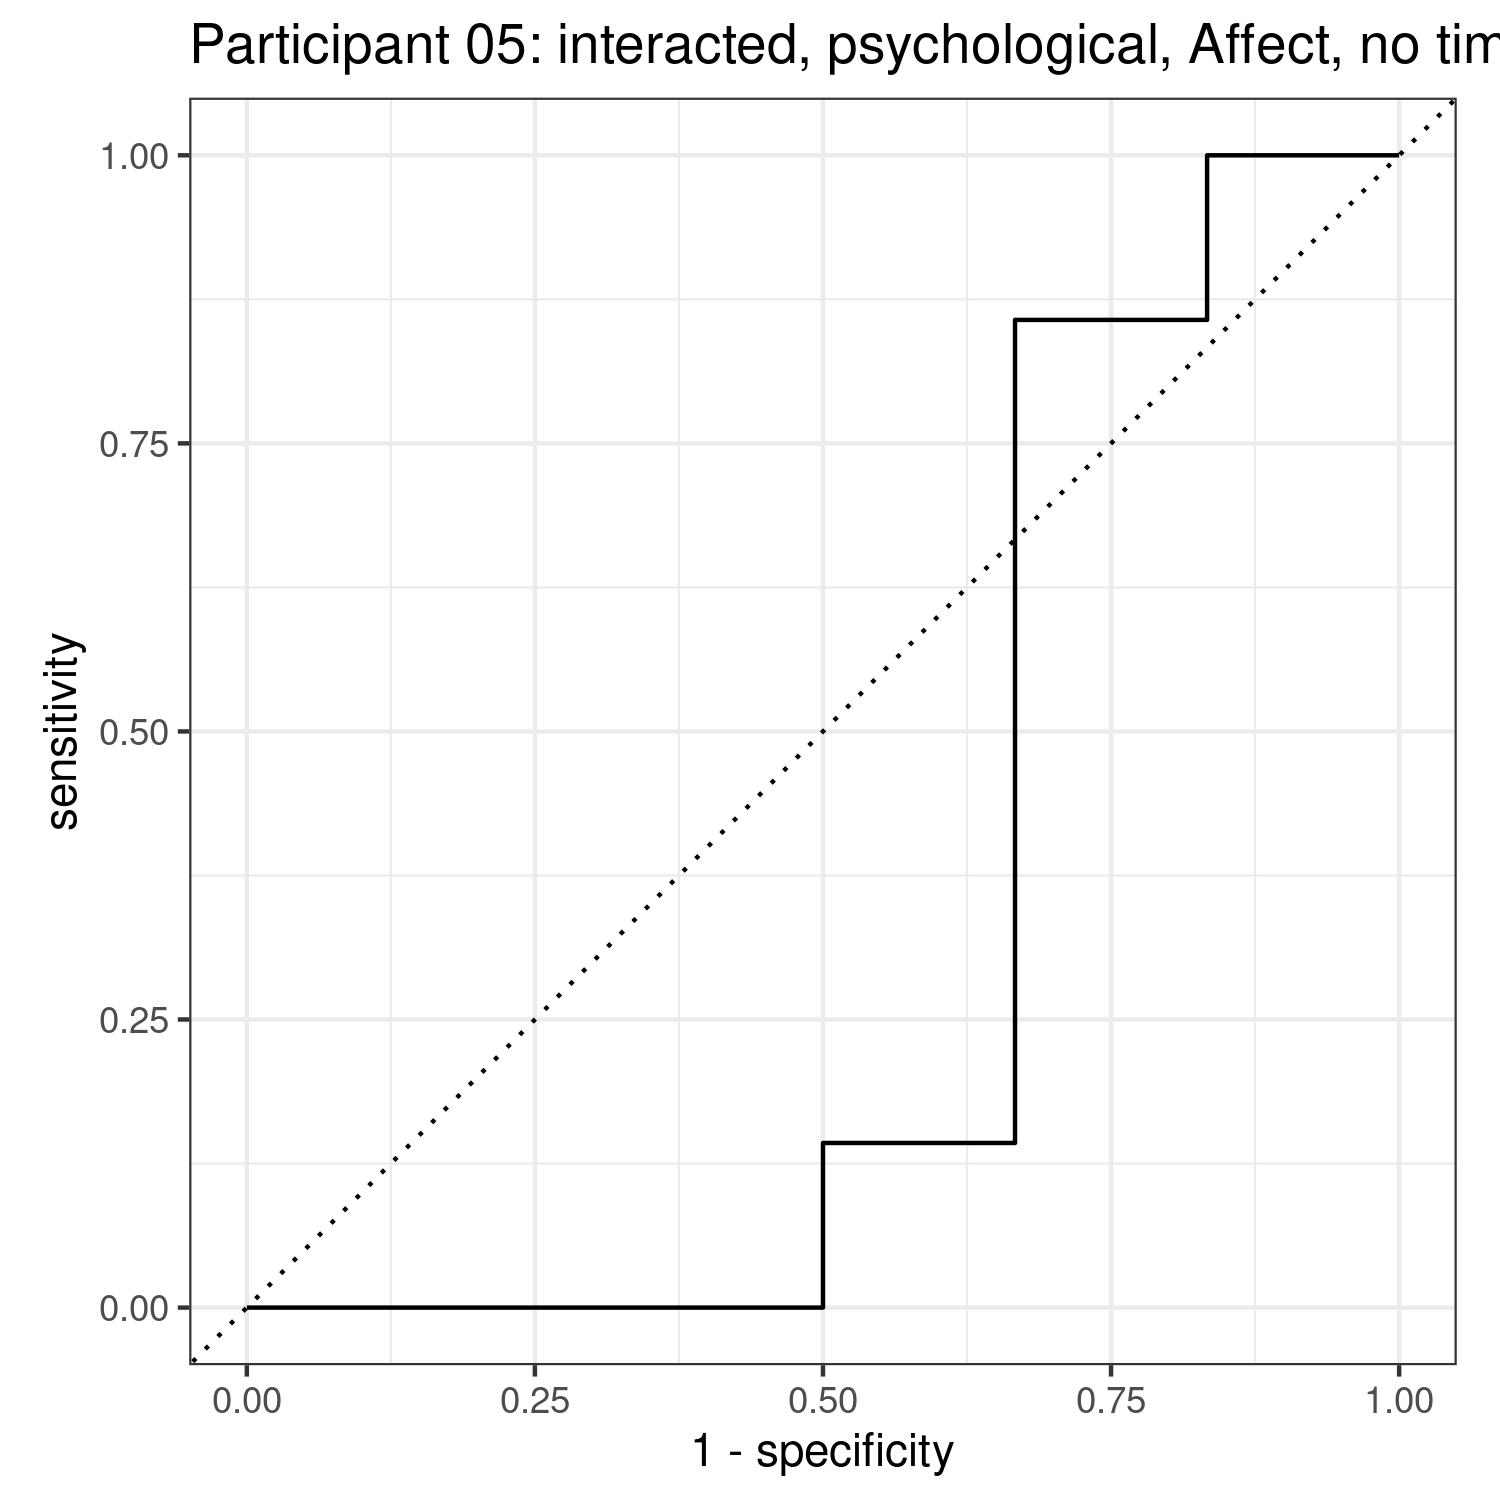 Participant 05: interacted, psychological, Affect, no tim
1.00
0.75
0.50
0.25
0.00
sensitivity
0.00 0.25 0.50 0.75 1.00
1 - specificity